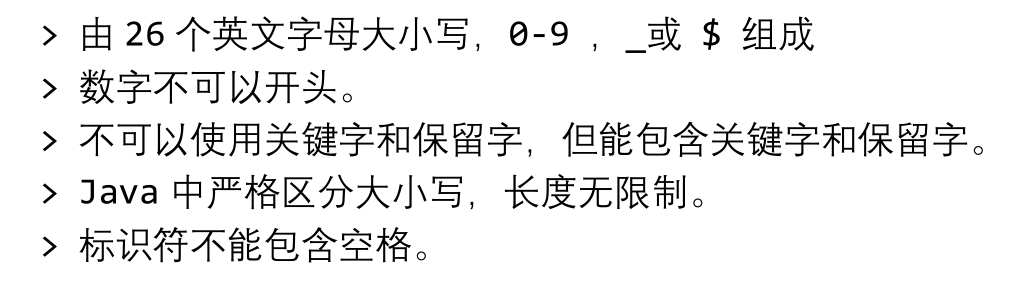 > 由 26 个英文字母大小写，0-9 ，_或 $ 组成
> 数字不可以开头。
> 不可以使用关键字和保留字，但能包含关键字和保留字。
> Java 中严格区分大小写，长度无限制。
> 标识符不能包含空格。